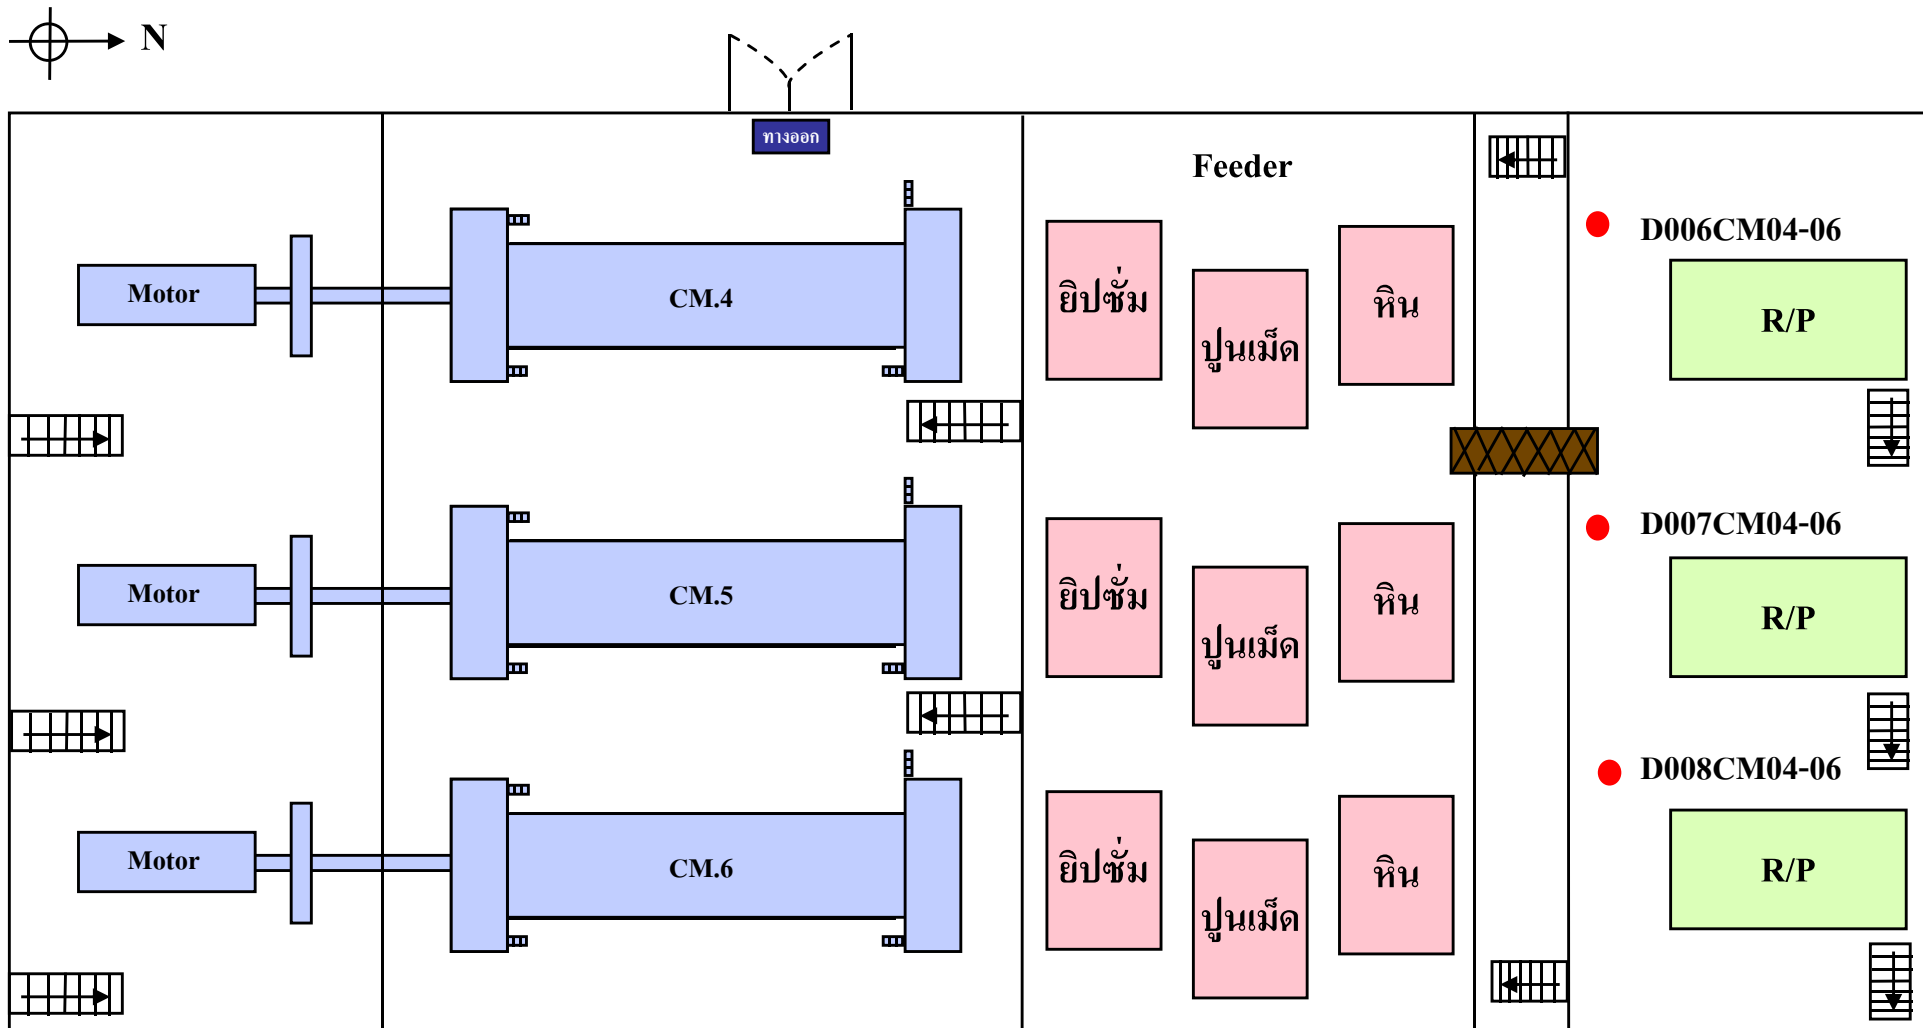 N
ทางออก
Feeder
D006CM04-06
Motor
CM.4
ยิปซั่ม
ปูนเม็ด
หิน
R/P
D007CM04-06
Motor
CM.5
ยิปซั่ม
ปูนเม็ด
หิน
R/P
D008CM04-06
Motor
CM.6
ยิปซั่ม
ปูนเม็ด
หิน
R/P